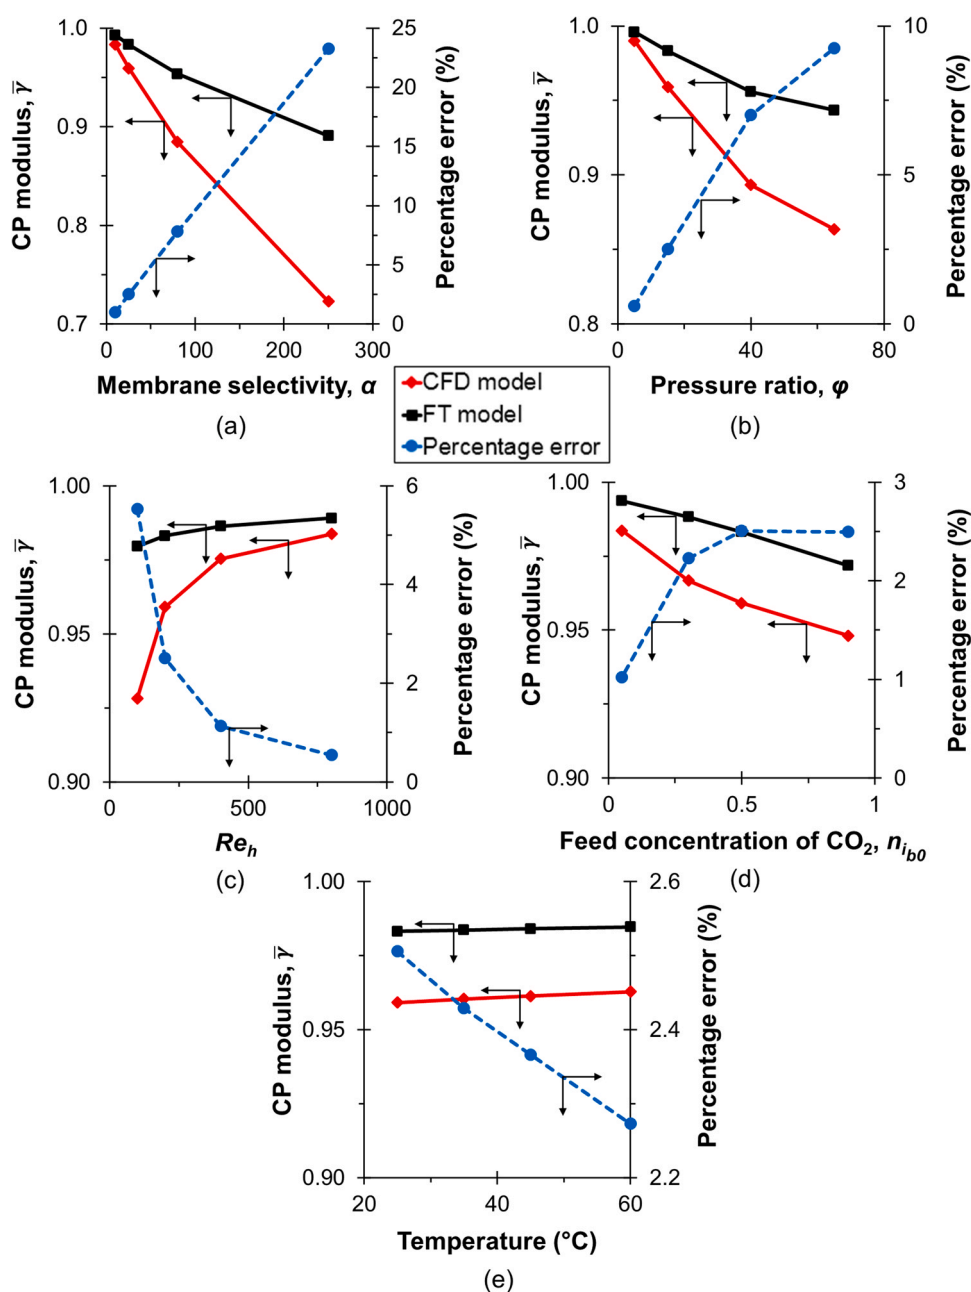 1.0
0.9
0.8
0.7
CP modulus, γ̅
25
20
15
10
5
0
Percentage error (%)
0
100
200
300
Membrane selectivity, α
(a)
1.0
0.9
0.8
CP modulus, γ̅
10
5
0
Percentage error (%)
0
40
80
Pressure ratio, φ
(b)
CFD model
FT model
Percentage error
1.00
0.95
0.90
CP modulus, γ̅
6
4
2
0
Percentage error (%)
0
500
1000
Re_h
(c)
1.00
0.95
0.90
CP modulus, γ̅
3
2
1
0
Percentage error (%)
0
0.5
1
Feed concentration of CO₂, n_{i_{b0}}
(d)
1.00
0.95
0.90
CP modulus, γ̅
2.6
2.4
2.2
Percentage error (%)
20
40
60
Temperature (°C)
(e)